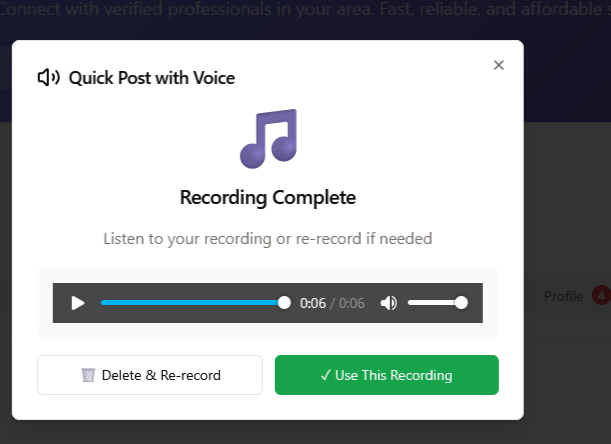 Connect with verified professionals in your area. Fast, reliable, and affordable
Quick Post with Voice
Recording Complete
Listen to your recording or re-record if needed
0:06 / 0:06
Profile 4
Delete & Re-record
✓ Use This Recording